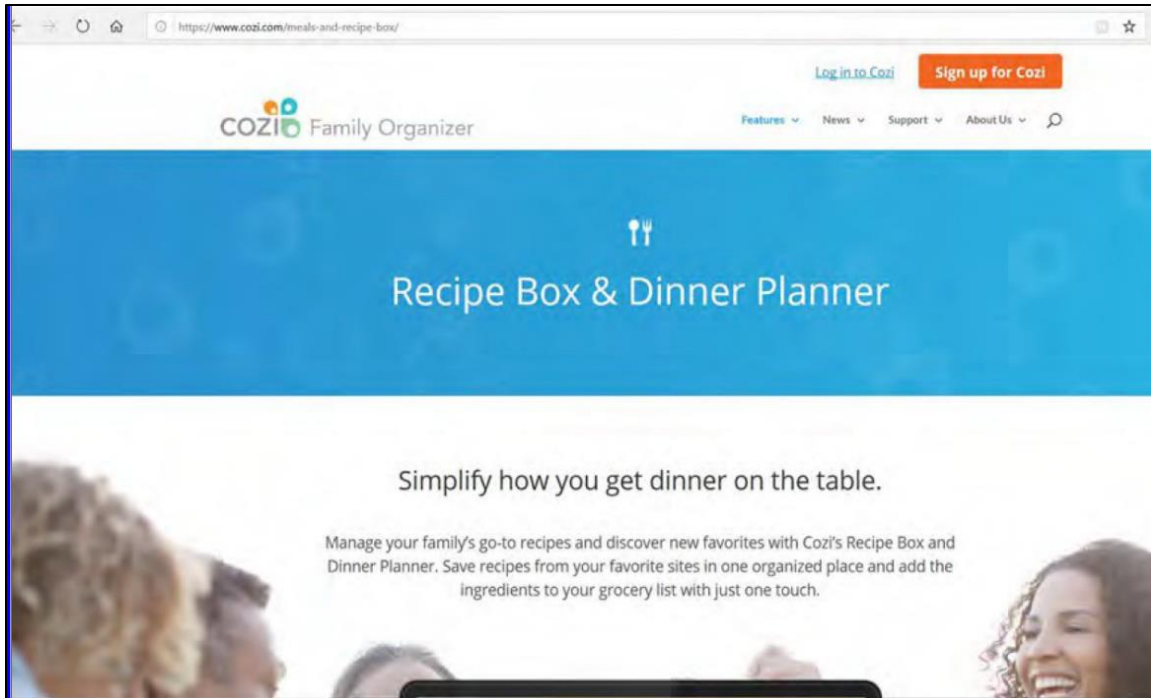 https://www.cozi.com/meals-and-recipe-box/
Log in to Cozi Sign up for Cozi
COZI Family Organizer
Features News Support About Us
Recipe Box & Dinner Planner
Simplify how you get dinner on the table.
Manage your family's go-to recipes and discover new favorites with Cozi's Recipe Box and
Dinner Planner. Save recipes from your favorite sites in one organized place and add the
ingredients to your grocery list with just one touch.